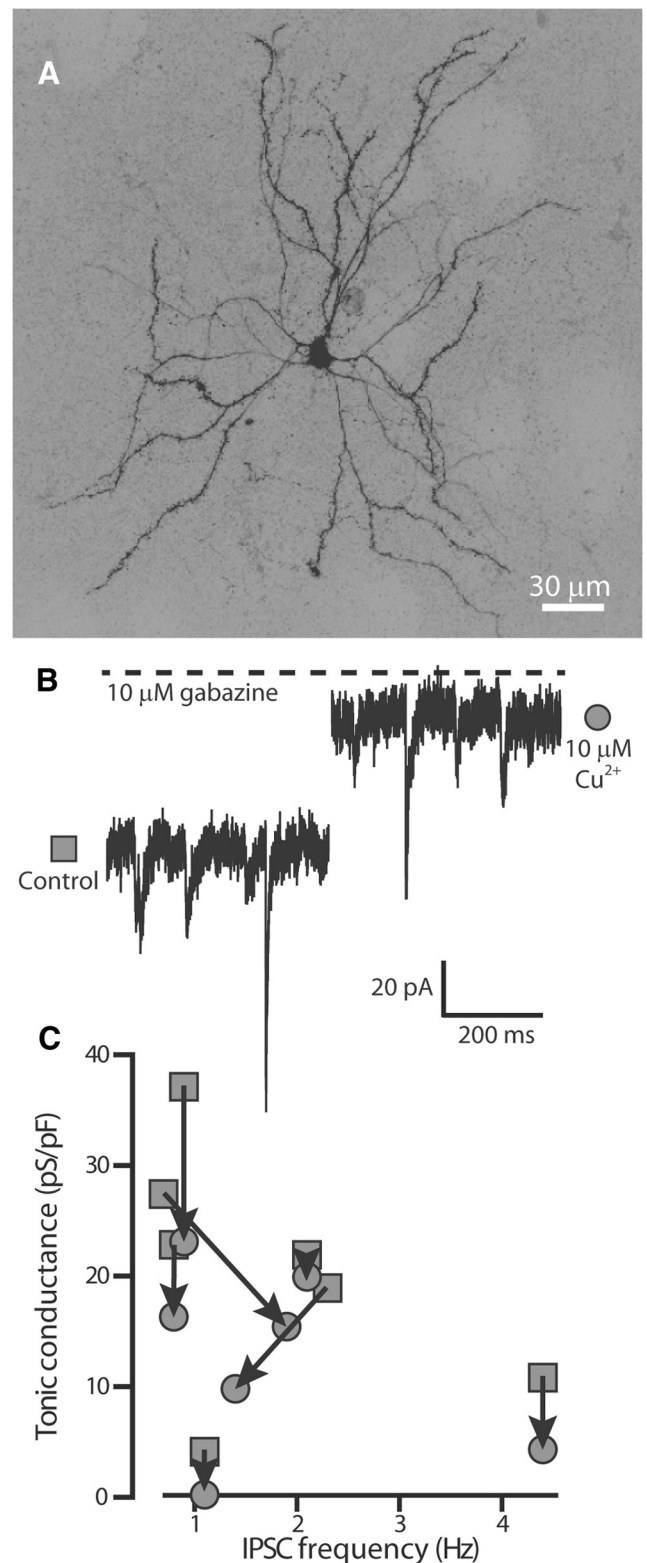 A
30 μm
B
10 μM gabazine
10 μM
Cu²⁺
Control
20 pA
200 ms
C
Tonic conductance (pS/pF)
40
30
20
10
0
1 2 3 4
IPSC frequency (Hz)